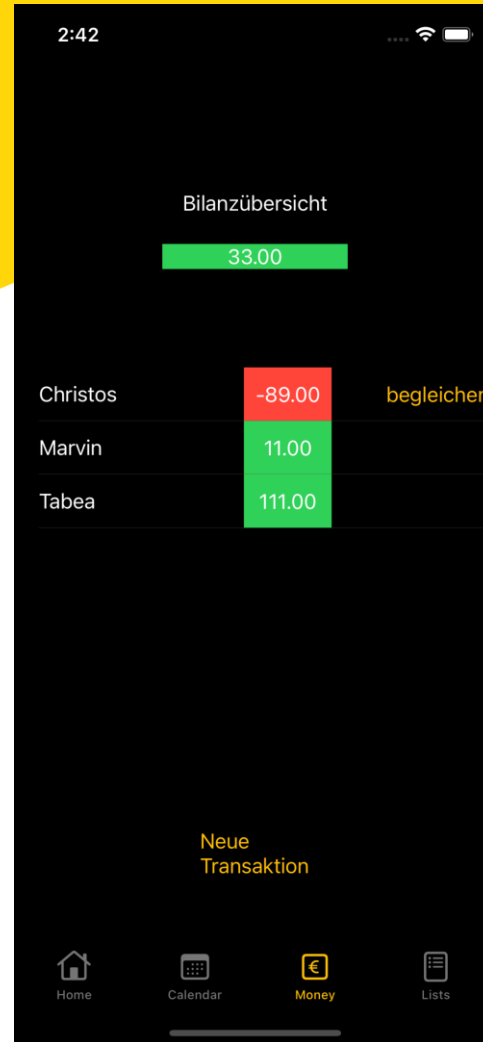 2:42
Bilanzübersicht
33.00
Christos -89.00 begleichen
Marvin 11.00
Tabea 111.00
Neue
Transaktion
€
Home Calendar Money Lists